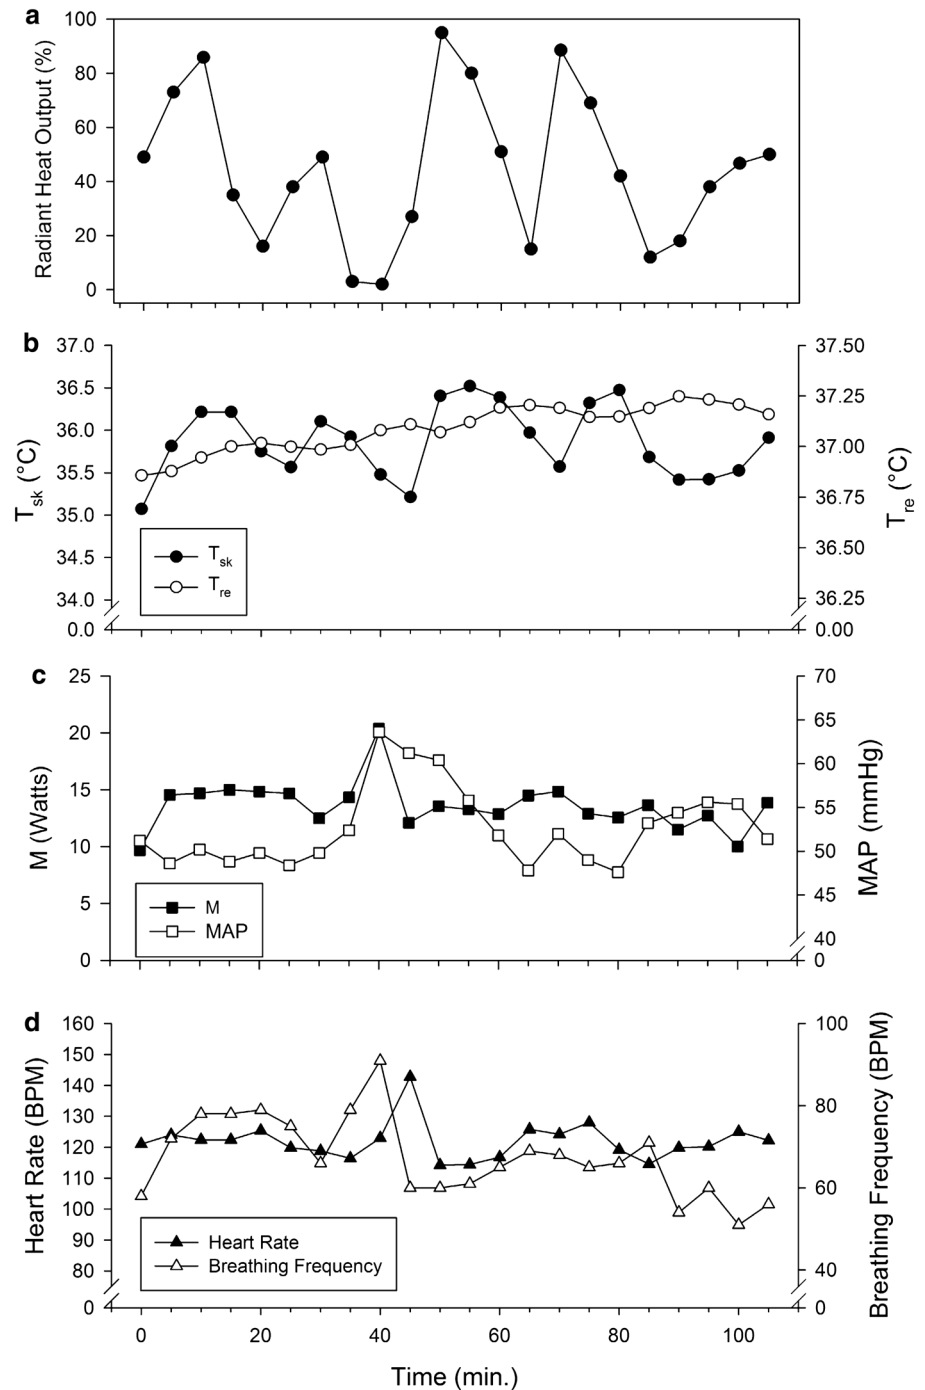 a
100
80
60
40
20
0
Radiant Heat Output (%)
b
37.0
36.5
36.0
35.5
35.0
34.5
34.0
0.0
T_sk (°C)
37.50
37.25
37.00
36.75
36.50
36.25
0.00
T_re (°C)
T_sk
T_re
c
25
20
15
10
5
0
M (Watts)
70
65
60
55
50
45
40
0
MAP (mmHg)
M
MAP
d
160
150
140
130
120
110
100
90
80
0
Heart Rate (BPM)
100
80
60
40
0
Breathing Frequency (BPM)
Heart Rate
Breathing Frequency
0 20 40 60 80 100
Time (min.)